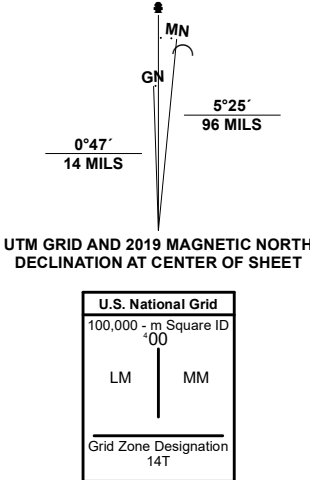 MN
GN
5°25´
96 MILS
0°47´
14 MILS
UTM GRID AND 2019 MAGNETIC NORTH
DECLINATION AT CENTER OF SHEET
U.S. National Grid
100,000 - m Square ID
⁴00
LM MM
Grid Zone Designation
14T